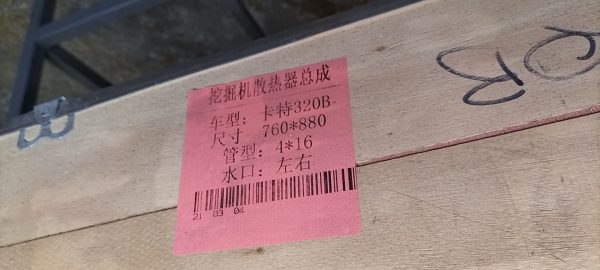 挖掘机散热器总成
车型：卡特320B
尺寸：760*880
管型：4*16
水口：左右
21 03 04